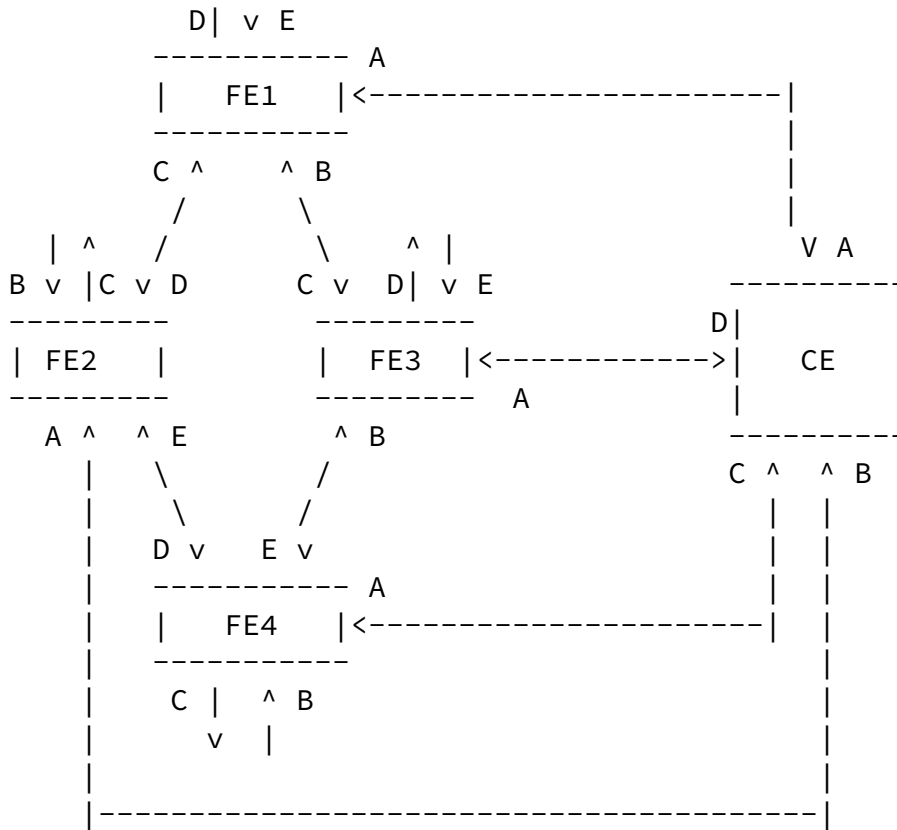 D| v E
----------- A
| FE1 |<-----------------------|
----------- |
C ^ ^ B |
/ \ |
/ \ |
| ^ / \ ^ | V A
B v |C v D C v D| v E ----------
--------- --------- D|
| FE2 | | FE3 |<------------>| CE
--------- --------- A |
A ^ ^ E ^ B ----------
| \ / C ^ ^ B
| \ / | |
| D v E v | |
| ----------- A | |
| | FE4 |<----------------------| |
| ----------- |
| C | ^ B |
| v | |
| |
|----------------------------------------|